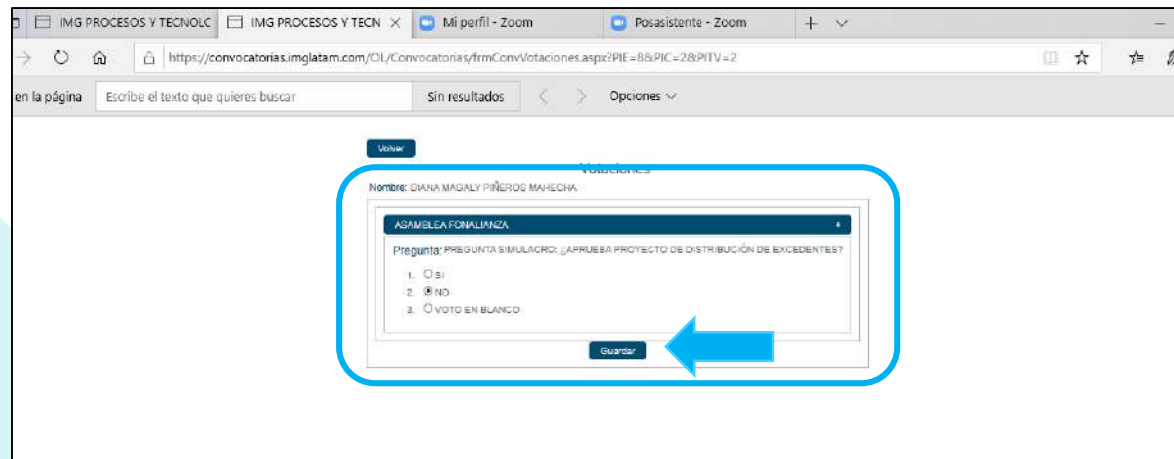 IMG PROCESOS Y TECNOLC IMG PROCESOS Y TECN Mi perfil - Zoom Posasistente - Zoom
https://convocatorias.imglatam.com/OL/Convocatorias/frmConvVotaciones.aspx?PIE=8&PIC=2&PITV=2
en la página Escribe el texto que quieres buscar Sin resultados Opciones
Volver
Votaciones
Nombre: DIANA MAGALY PIÑEROS MAHECHA
ASAMBLEA FONALIANZA +
Pregunta: PREGUNTA SIMULACRO: ¿APRUEBA PROYECTO DE DISTRIBUCIÓN DE EXCEDENTES?
1. SI
2. NO
3. VOTO EN BLANCO
Guardar